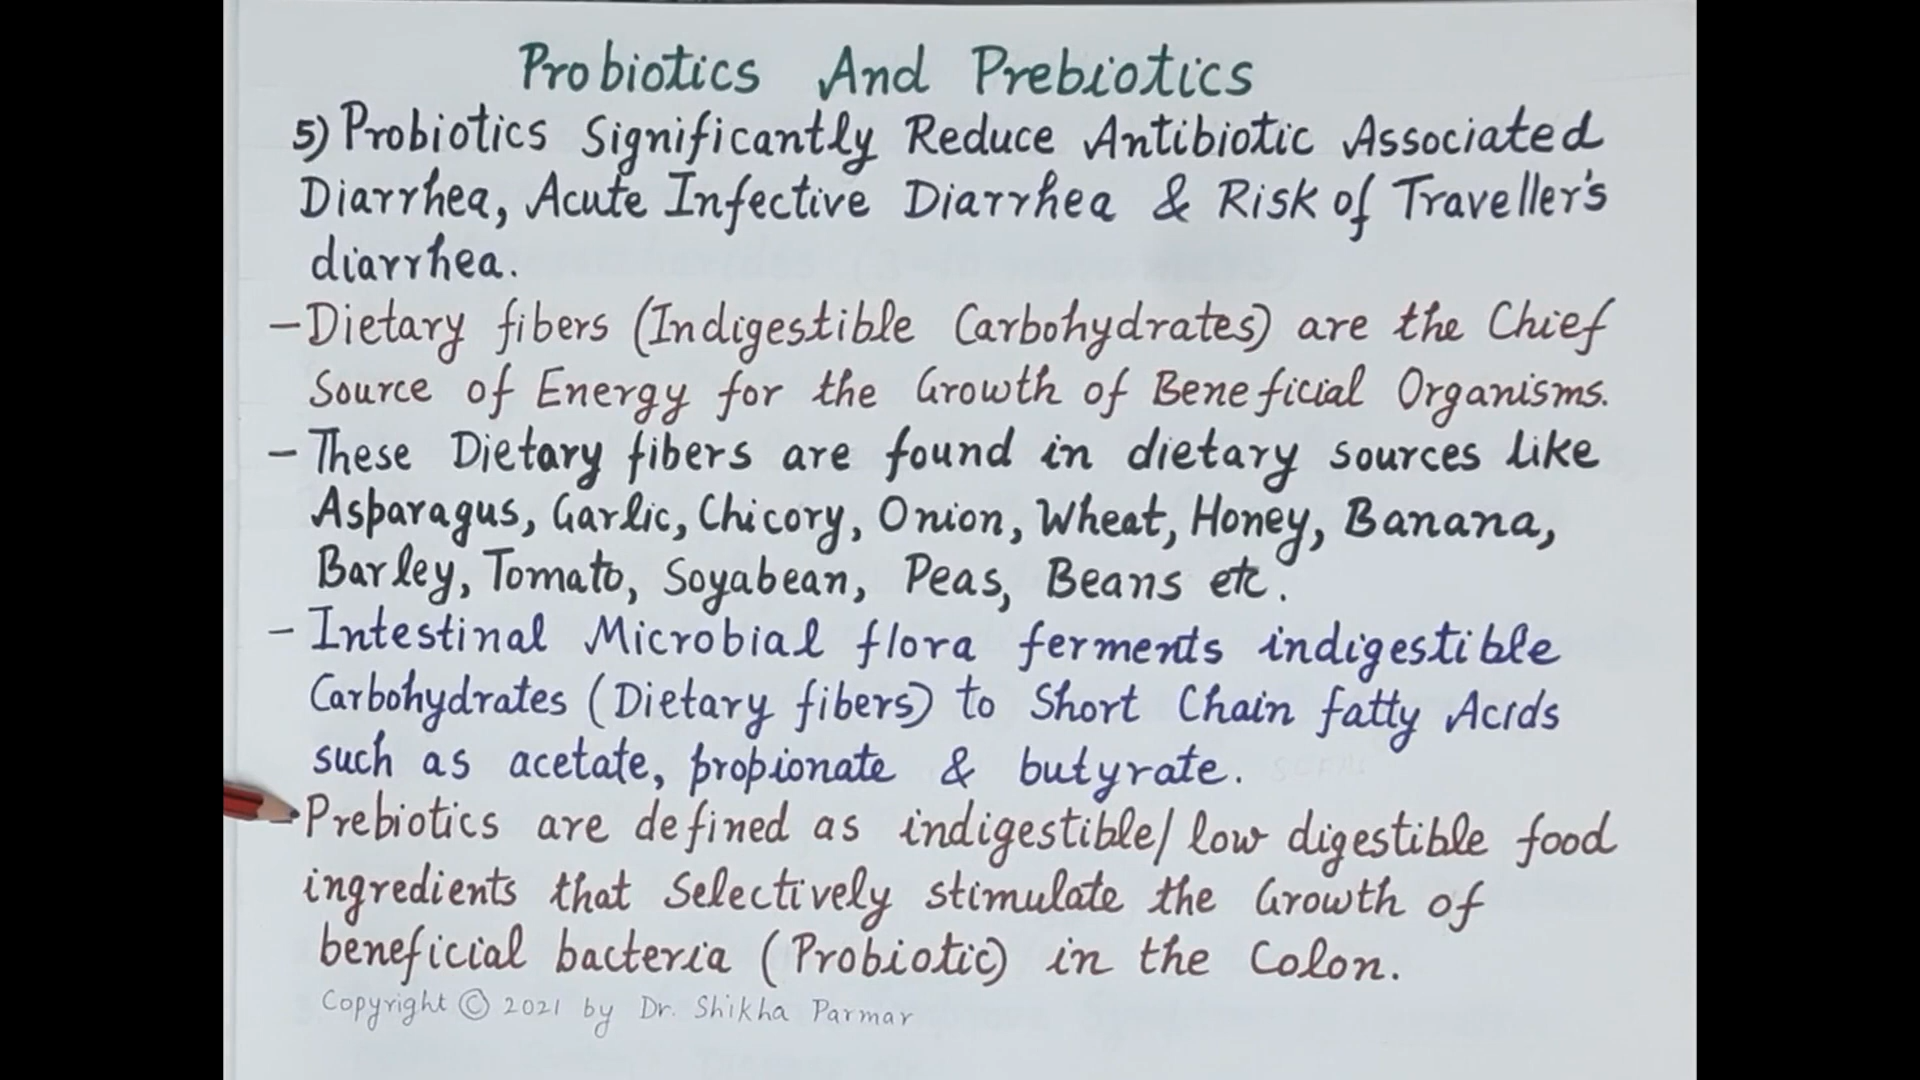 Probiotics And Prebiotics
5) Probiotics Significantly Reduce Antibiotic Associated
Diarrhea, Acute Infective Diarrhea & Risk of Traveller's
diarrhea.
- Dietary fibers (Indigestible Carbohydrates) are the Chief
Source of Energy for the Growth of Beneficial Organisms.
- These Dietary fibers are found in dietary sources like
Asparagus, Garlic, Chicory, Onion, Wheat, Honey, Banana,
Barley, Tomato, Soyabean, Peas, Beans etc.
- Intestinal Microbial flora ferments indigestible
Carbohydrates (Dietary fibers) to Short Chain fatty Acids
such as acetate, propionate & butyrate.
- Prebiotics are defined as indigestible/low digestible food
ingredients that Selectively stimulate the Growth of
beneficial bacteria (Probiotic) in the Colon.
Copyright © 2021 by Dr. Shikha Parmar